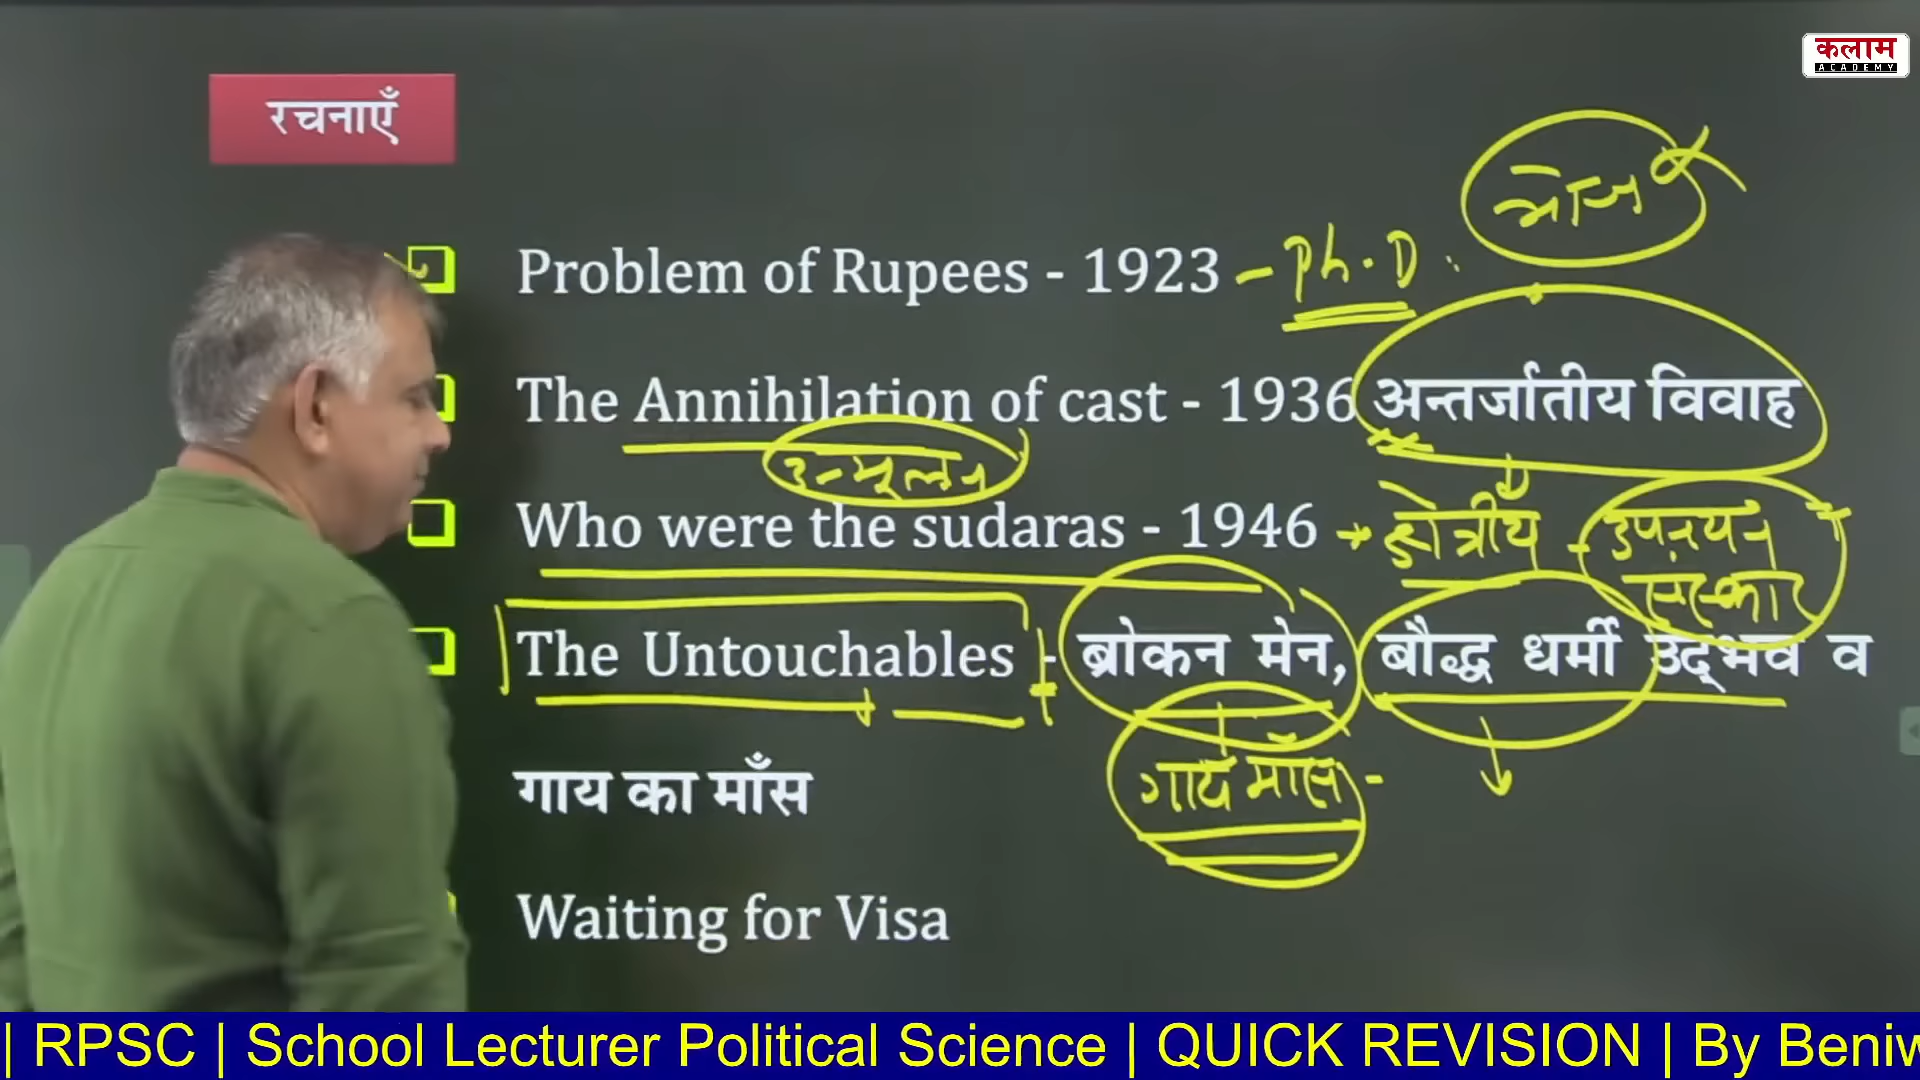 कलाम
ACADEMY
रचनाएँ
Problem of Rupees - 1923 - Ph.D.
The Annihilation of cast - 1936 अन्तर्जातीय विवाह
उन्मूलन
Who were the sudaras - 1946 → क्षेत्रीय - उपनयन
संस्कार
The Untouchables - ब्रोकन मेन, बौद्ध धर्मी उद्भव व
गाय का माँस
गाय माँस -
Waiting for Visa
| RPSC | School Lecturer Political Science | QUICK REVISION | By Beniw